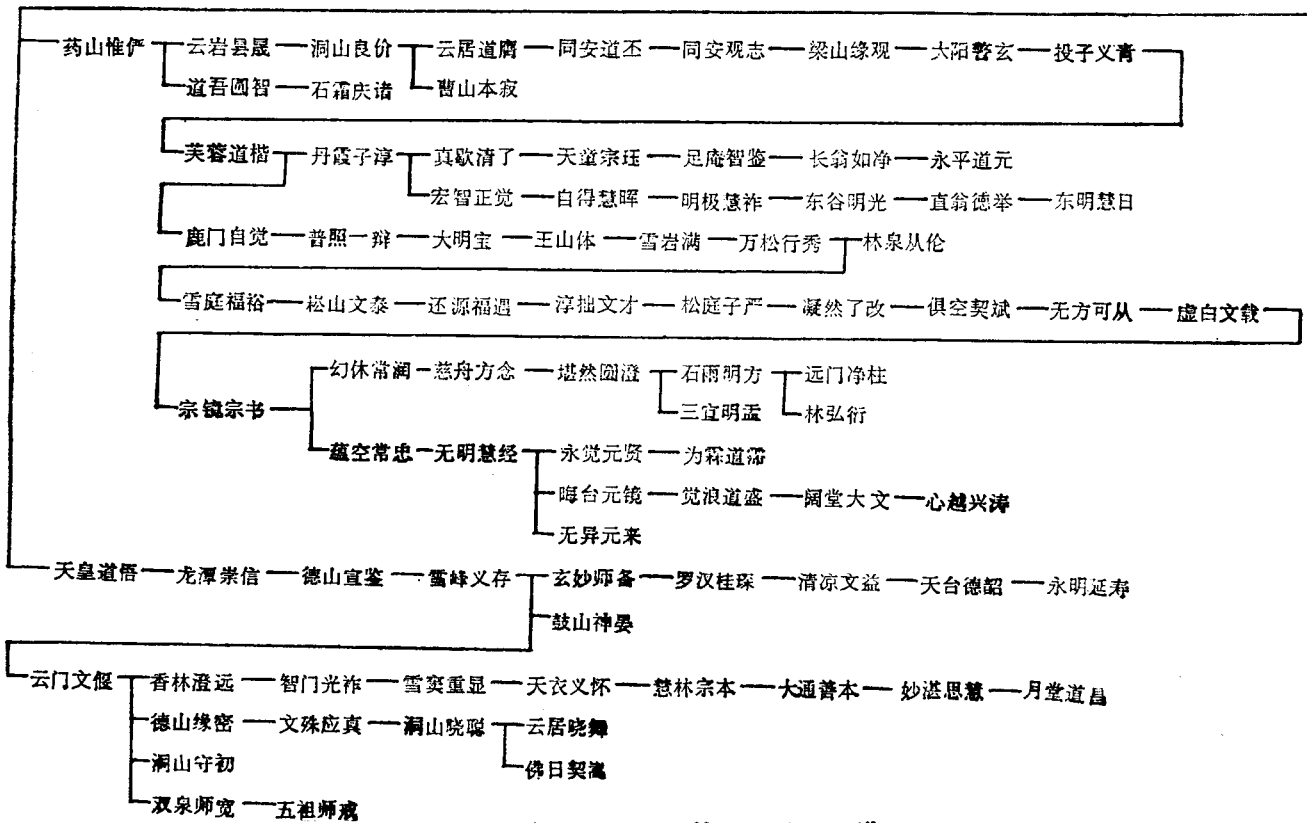 药山惟俨 云岩昙晟 洞山良价 云居道膺 同安道丕 同安观志 梁山缘观 大阳警玄 投子义青
道吾圆智 石霜庆诸 曹山本寂
芙蓉道楷 丹霞子淳 真歇清了 天童宗珏 足庵智鉴 长翁如净 永平道元
宏智正觉 自得慧晖 明极慧祚 东谷明光 直翁德举 东明慧日
鹿门自觉 普照一辩 大明宝 王山体 雪岩满 万松行秀 林泉从伦
雪庭福裕 崧山文泰 还源福遇 淳拙文才 松庭子严 凝然了改 俱空契斌 无方可从 虚白文载
幻休常润 慈舟方念 堪然圆澄 石雨明方 远门净柱
宗镜宗书 三宜明盂 林弘衍
蕴空常忠 无明慧经 永觉元贤 为霖道霈
晦台元镜 觉浪道盛 阔堂大文 心越兴涛
无异元来
天皇道悟 龙潭崇信 德山宣鉴 雪峰义存 玄妙师备 罗汉桂琛 清凉文益 天台德韶 永明延寿
鼓山神晏
云门文偃 香林澄远 智门光祚 雪窦重显 天衣义怀 慧林宗本 大通善本 妙湛思慧 月堂道昌
德山缘密 文殊应真 洞山晓聪 云居晓舜
洞山守初 佛日契嵩
双泉师宽 五祖师戒